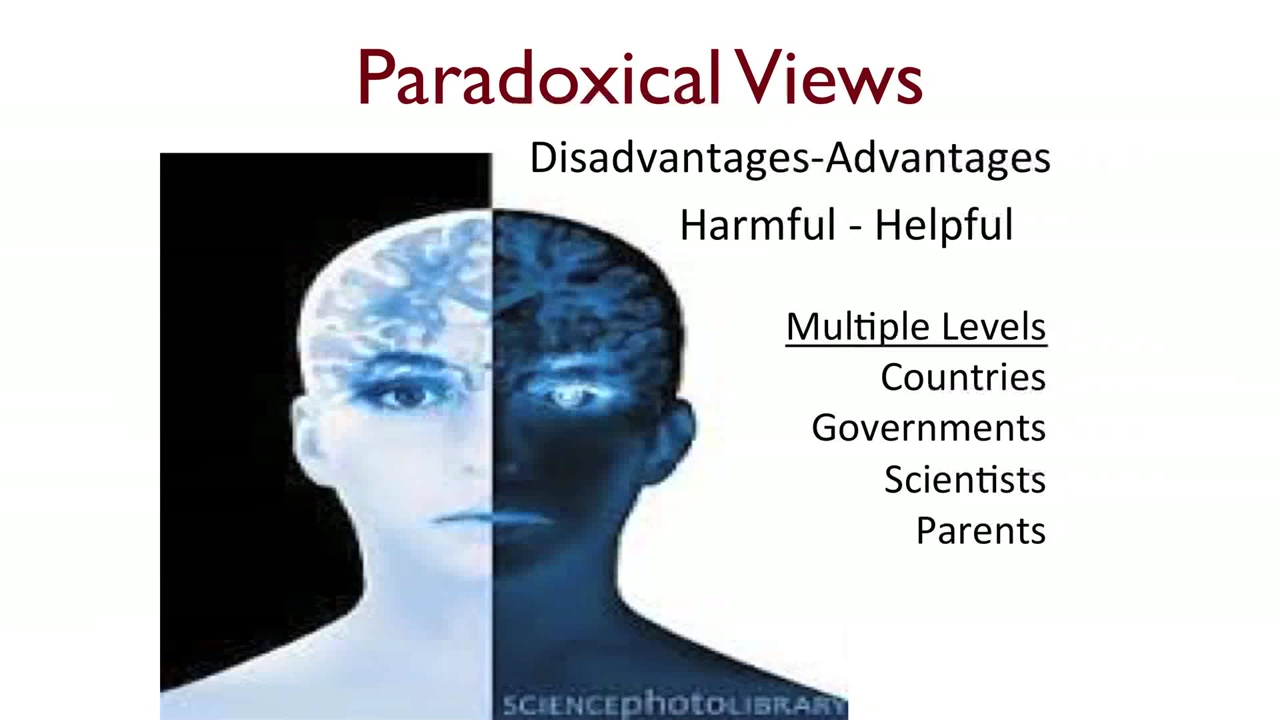 Paradoxical Views
Disadvantages-Advantages
Harmful - Helpful
Multiple Levels
Countries
Governments
Scientists
Parents
SCIENCEphotoLIBRARY